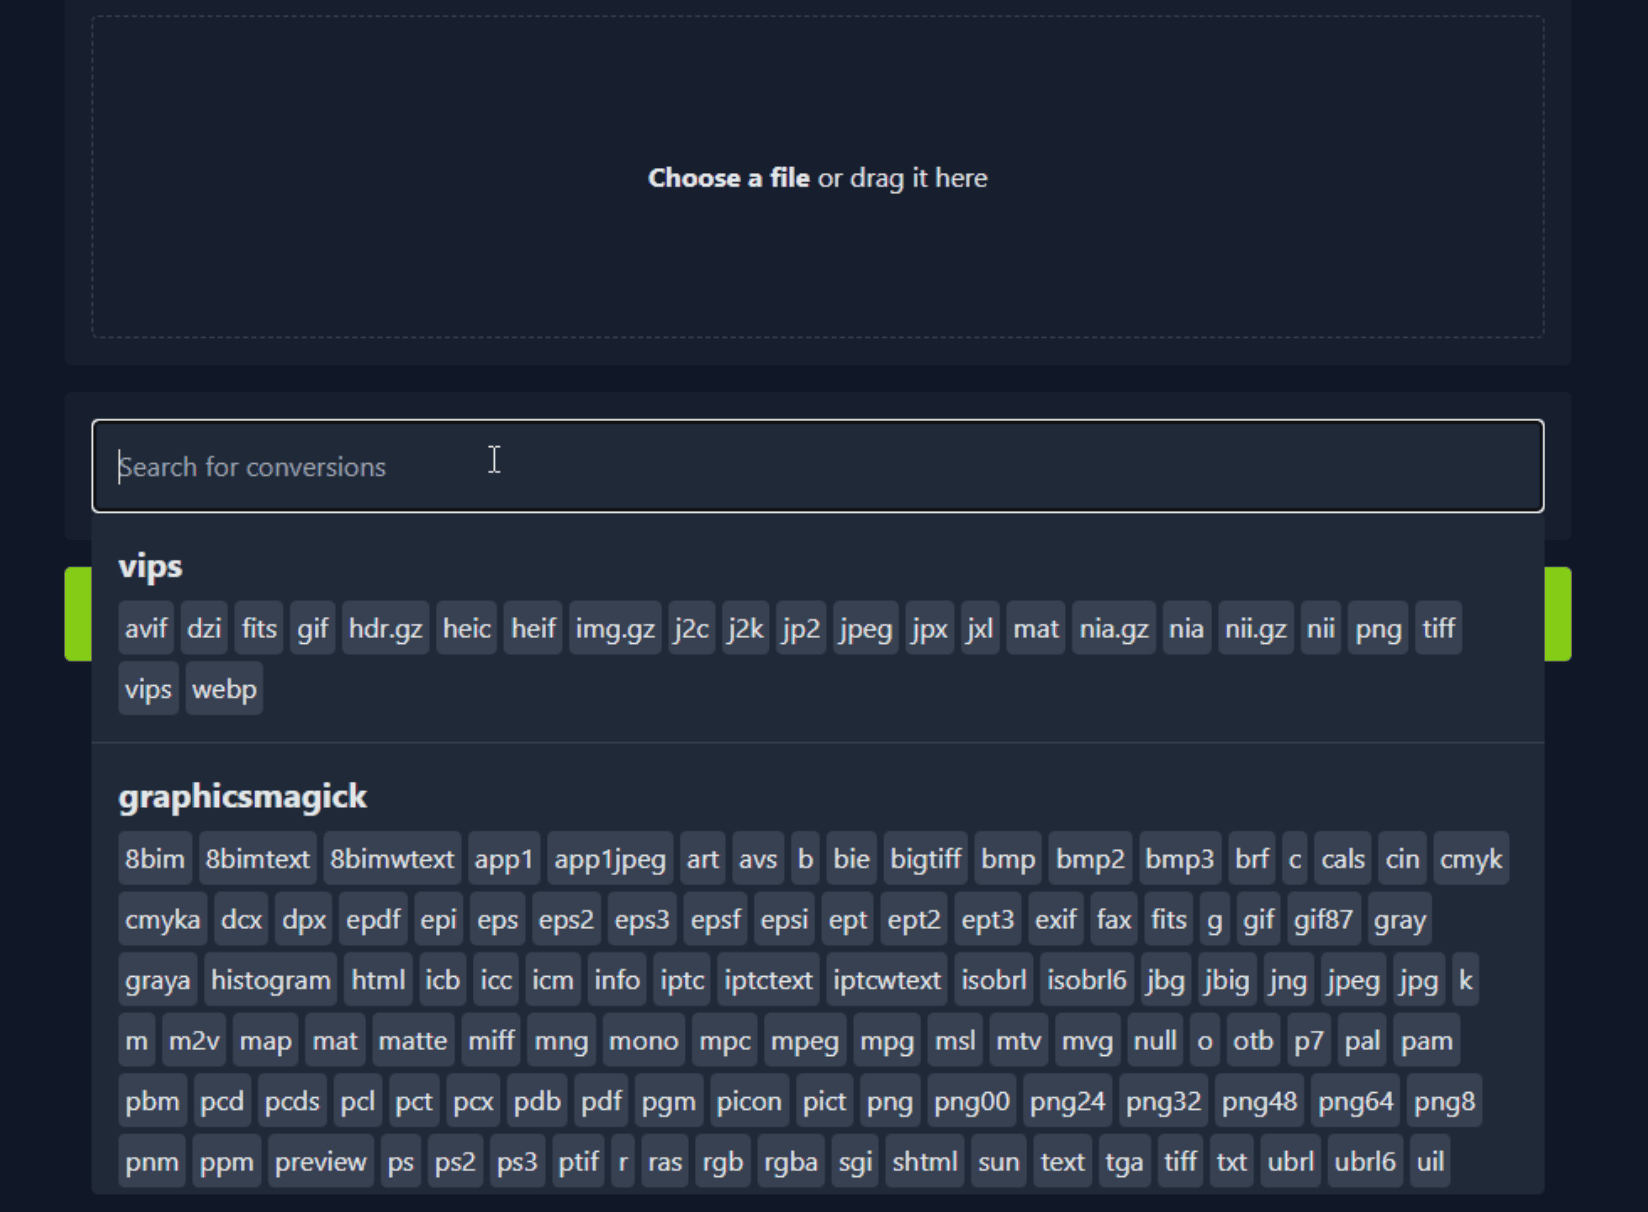 Choose a file or drag it here
Search for conversions
vips
avif dzi fits gif hdr.gz heic heif img.gz j2c j2k jp2 jpeg jpx jxl mat nia.gz nia nii.gz nii png tiff
vips webp
graphicsmagick
8bim 8bimtext 8bimwtext app1 app1jpeg art avs b bie bigtiff bmp bmp2 bmp3 brf c cals cin cmyk
cmyka dcx dpx epdf epi eps eps2 eps3 epsf epsi ept ept2 ept3 exif fax fits g gif gif87 gray
graya histogram html icb icc icm info iptc iptctext iptcwtext isobrl isobrl6 jbg jbig jng jpeg jpg k
m m2v map mat matte miff mng mono mpc mpeg mpg msl mtv mvg null o otb p7 pal pam
pbm pcd pcds pcl pct pcx pdb pdf pgm picon pict png png00 png24 png32 png48 png64 png8
pnm ppm preview ps ps2 ps3 ptif r ras rgb rgba sgi shtml sun text tga tiff txt ubrl ubrl6 uil